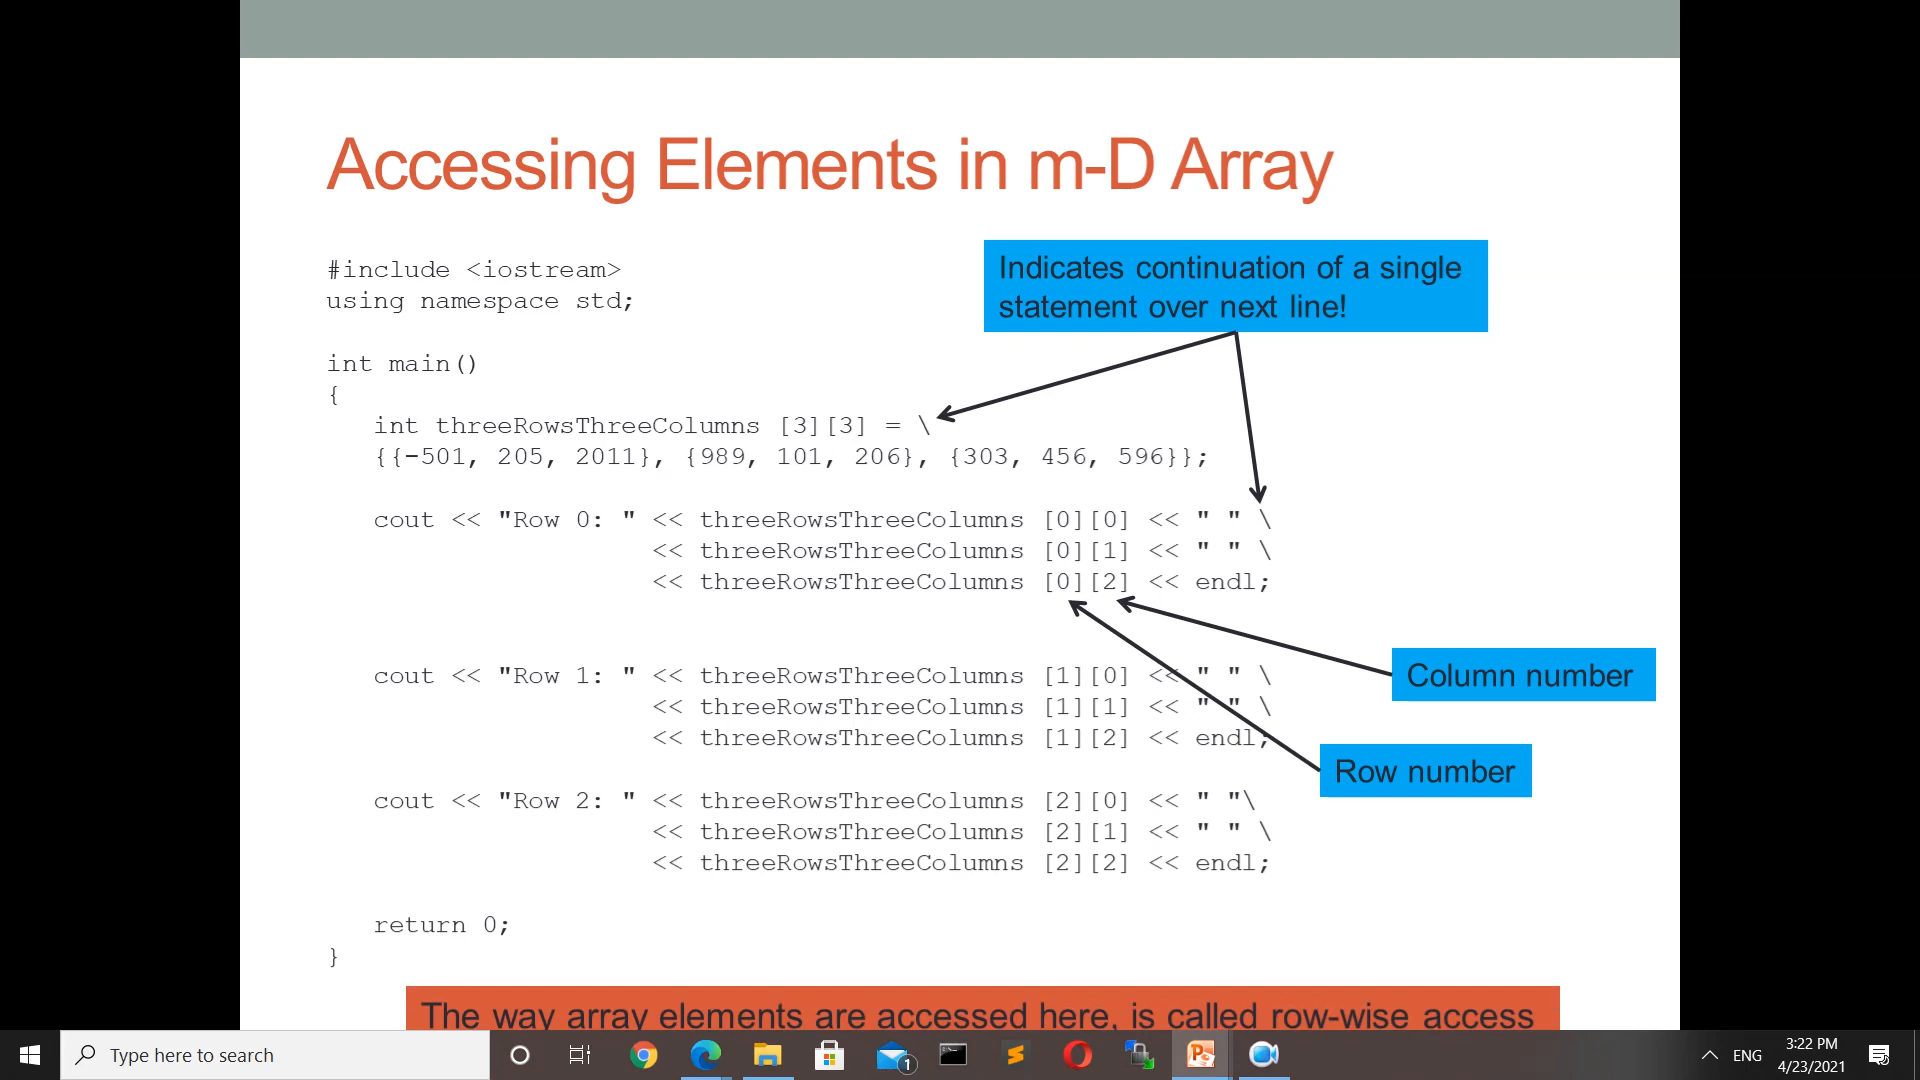 Accessing Elements in m-D Array
#include <iostream>
using namespace std;
Indicates continuation of a single
statement over next line!
int main()
{
int threeRowsThreeColumns [3][3] = \
{{-501, 205, 2011}, {989, 101, 206}, {303, 456, 596}};
cout << "Row 0: " << threeRowsThreeColumns [0][0] << " " \
<< threeRowsThreeColumns [0][1] << " " \
<< threeRowsThreeColumns [0][2] << endl;
cout << "Row 1: " << threeRowsThreeColumns [1][0] << " " \
<< threeRowsThreeColumns [1][1] << " " \
<< threeRowsThreeColumns [1][2] << endl;
Column number
Row number
cout << "Row 2: " << threeRowsThreeColumns [2][0] << " "\
<< threeRowsThreeColumns [2][1] << " " \
<< threeRowsThreeColumns [2][2] << endl;
return 0;
}
The way array elements are accessed here, is called row-wise access
Type here to search
1
ENG
3:22 PM
4/23/2021